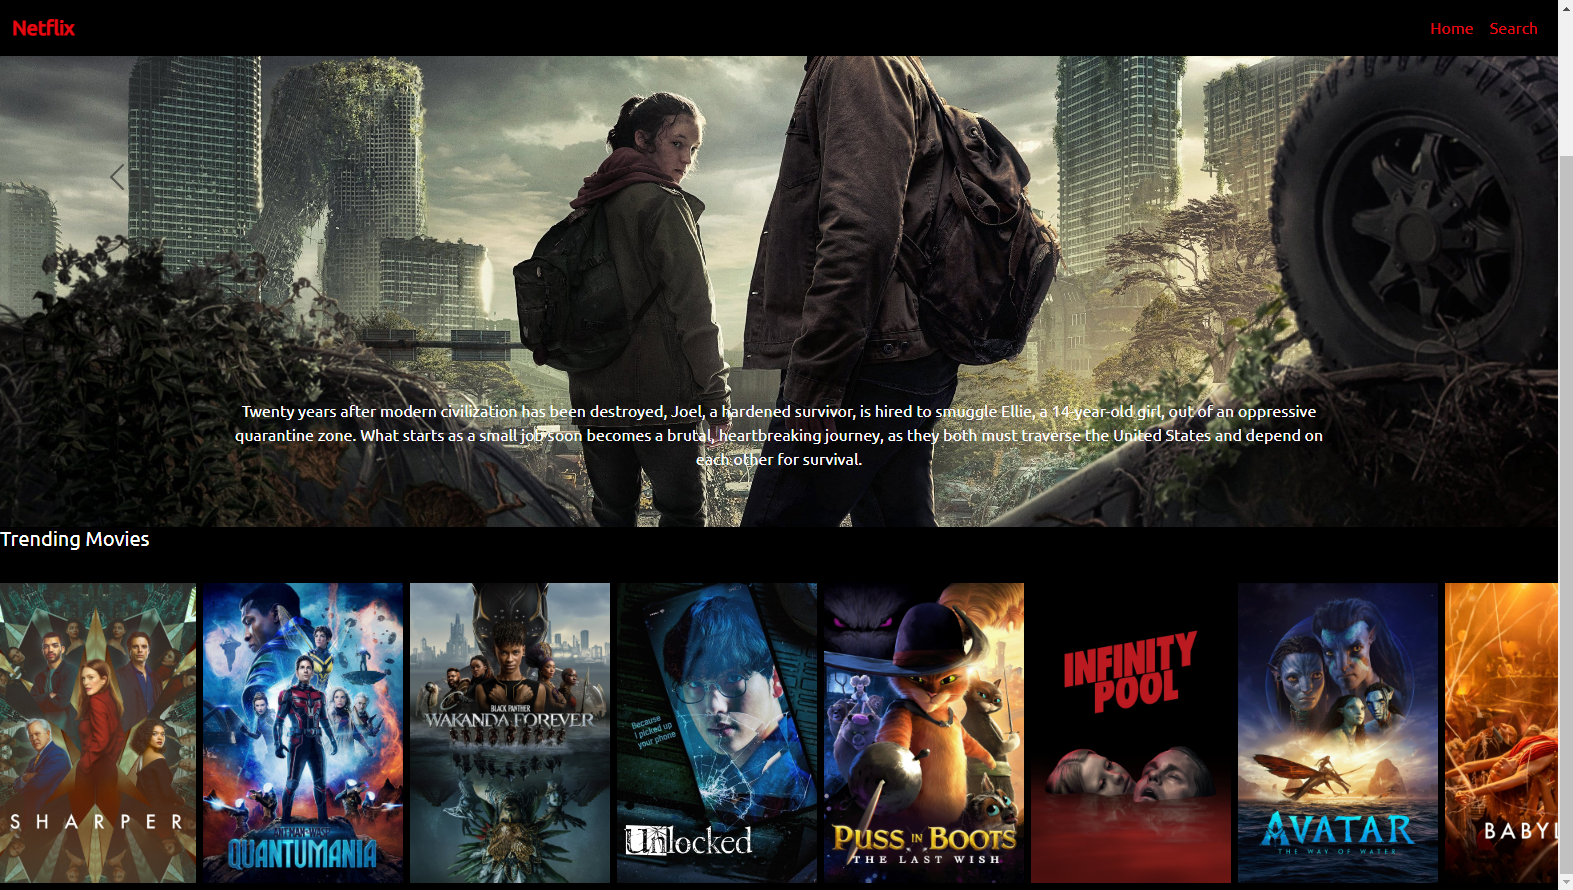 Netflix
Home Search
Twenty years after modern civilization has been destroyed, Joel, a hardened survivor, is hired to smuggle Ellie, a 14-year-old girl, out of an oppressive
quarantine zone. What starts as a small job soon becomes a brutal, heartbreaking journey, as they both must traverse the United States and depend on
each other for survival.
Trending Movies
SHARPER
ANT-MAN AND THE WASP
QUANTUMANIA
BLACK PANTHER
WAKANDA FOREVER
Because
I picked up
your phone
Unlocked
PUSS IN BOOTS
THE LAST WISH
INFINITY
POOL
AVATAR
THE WAY OF WATER
BABYL